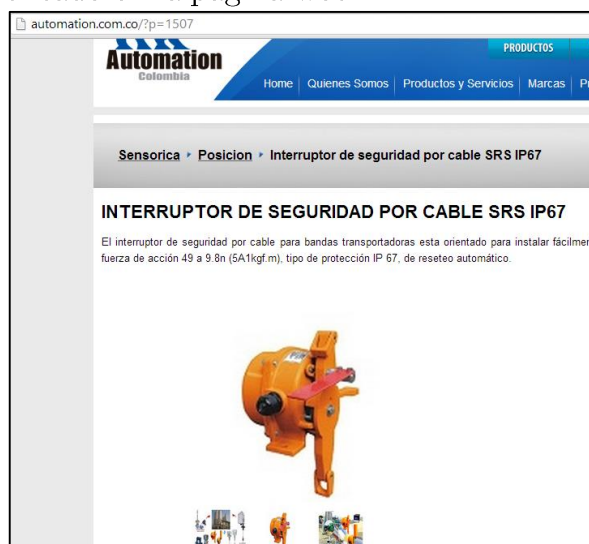 automation.com.co/?p=1507
PRODUCTOS
Automation
Colombia
Home Quienes Somos Productos y Servicios Marcas
Sensorica Posicion Interruptor de seguridad por cable SRS IP67
INTERRUPTOR DE SEGURIDAD POR CABLE SRS IP67
El interruptor de seguridad por cable para bandas transportadoras esta orientado para instalar
fuerza de acción 49 a 9.8n (5A1kgf.m), tipo de protección IP 67, de reseteo automático.